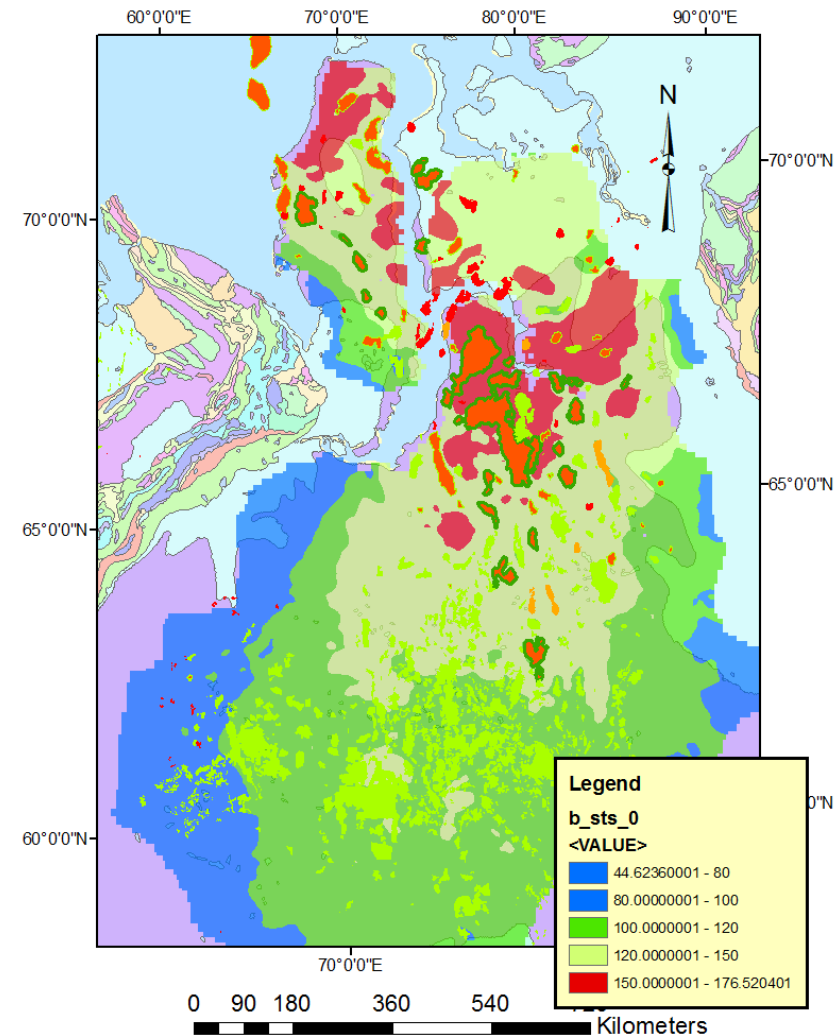 60°0'0"E 70°0'0"E 80°0'0"E 90°0'0"E
N
70°0'0"N
70°0'0"N
65°0'0"N
65°0'0"N
60°0'0"N
Legend
b_sts_0
<VALUE>
44.62360001 - 80
80.00000001 - 100
100.0000001 - 120
120.0000001 - 150
150.0000001 - 176.520401
70°0'0"E
0 90 180 360 540
Kilometers